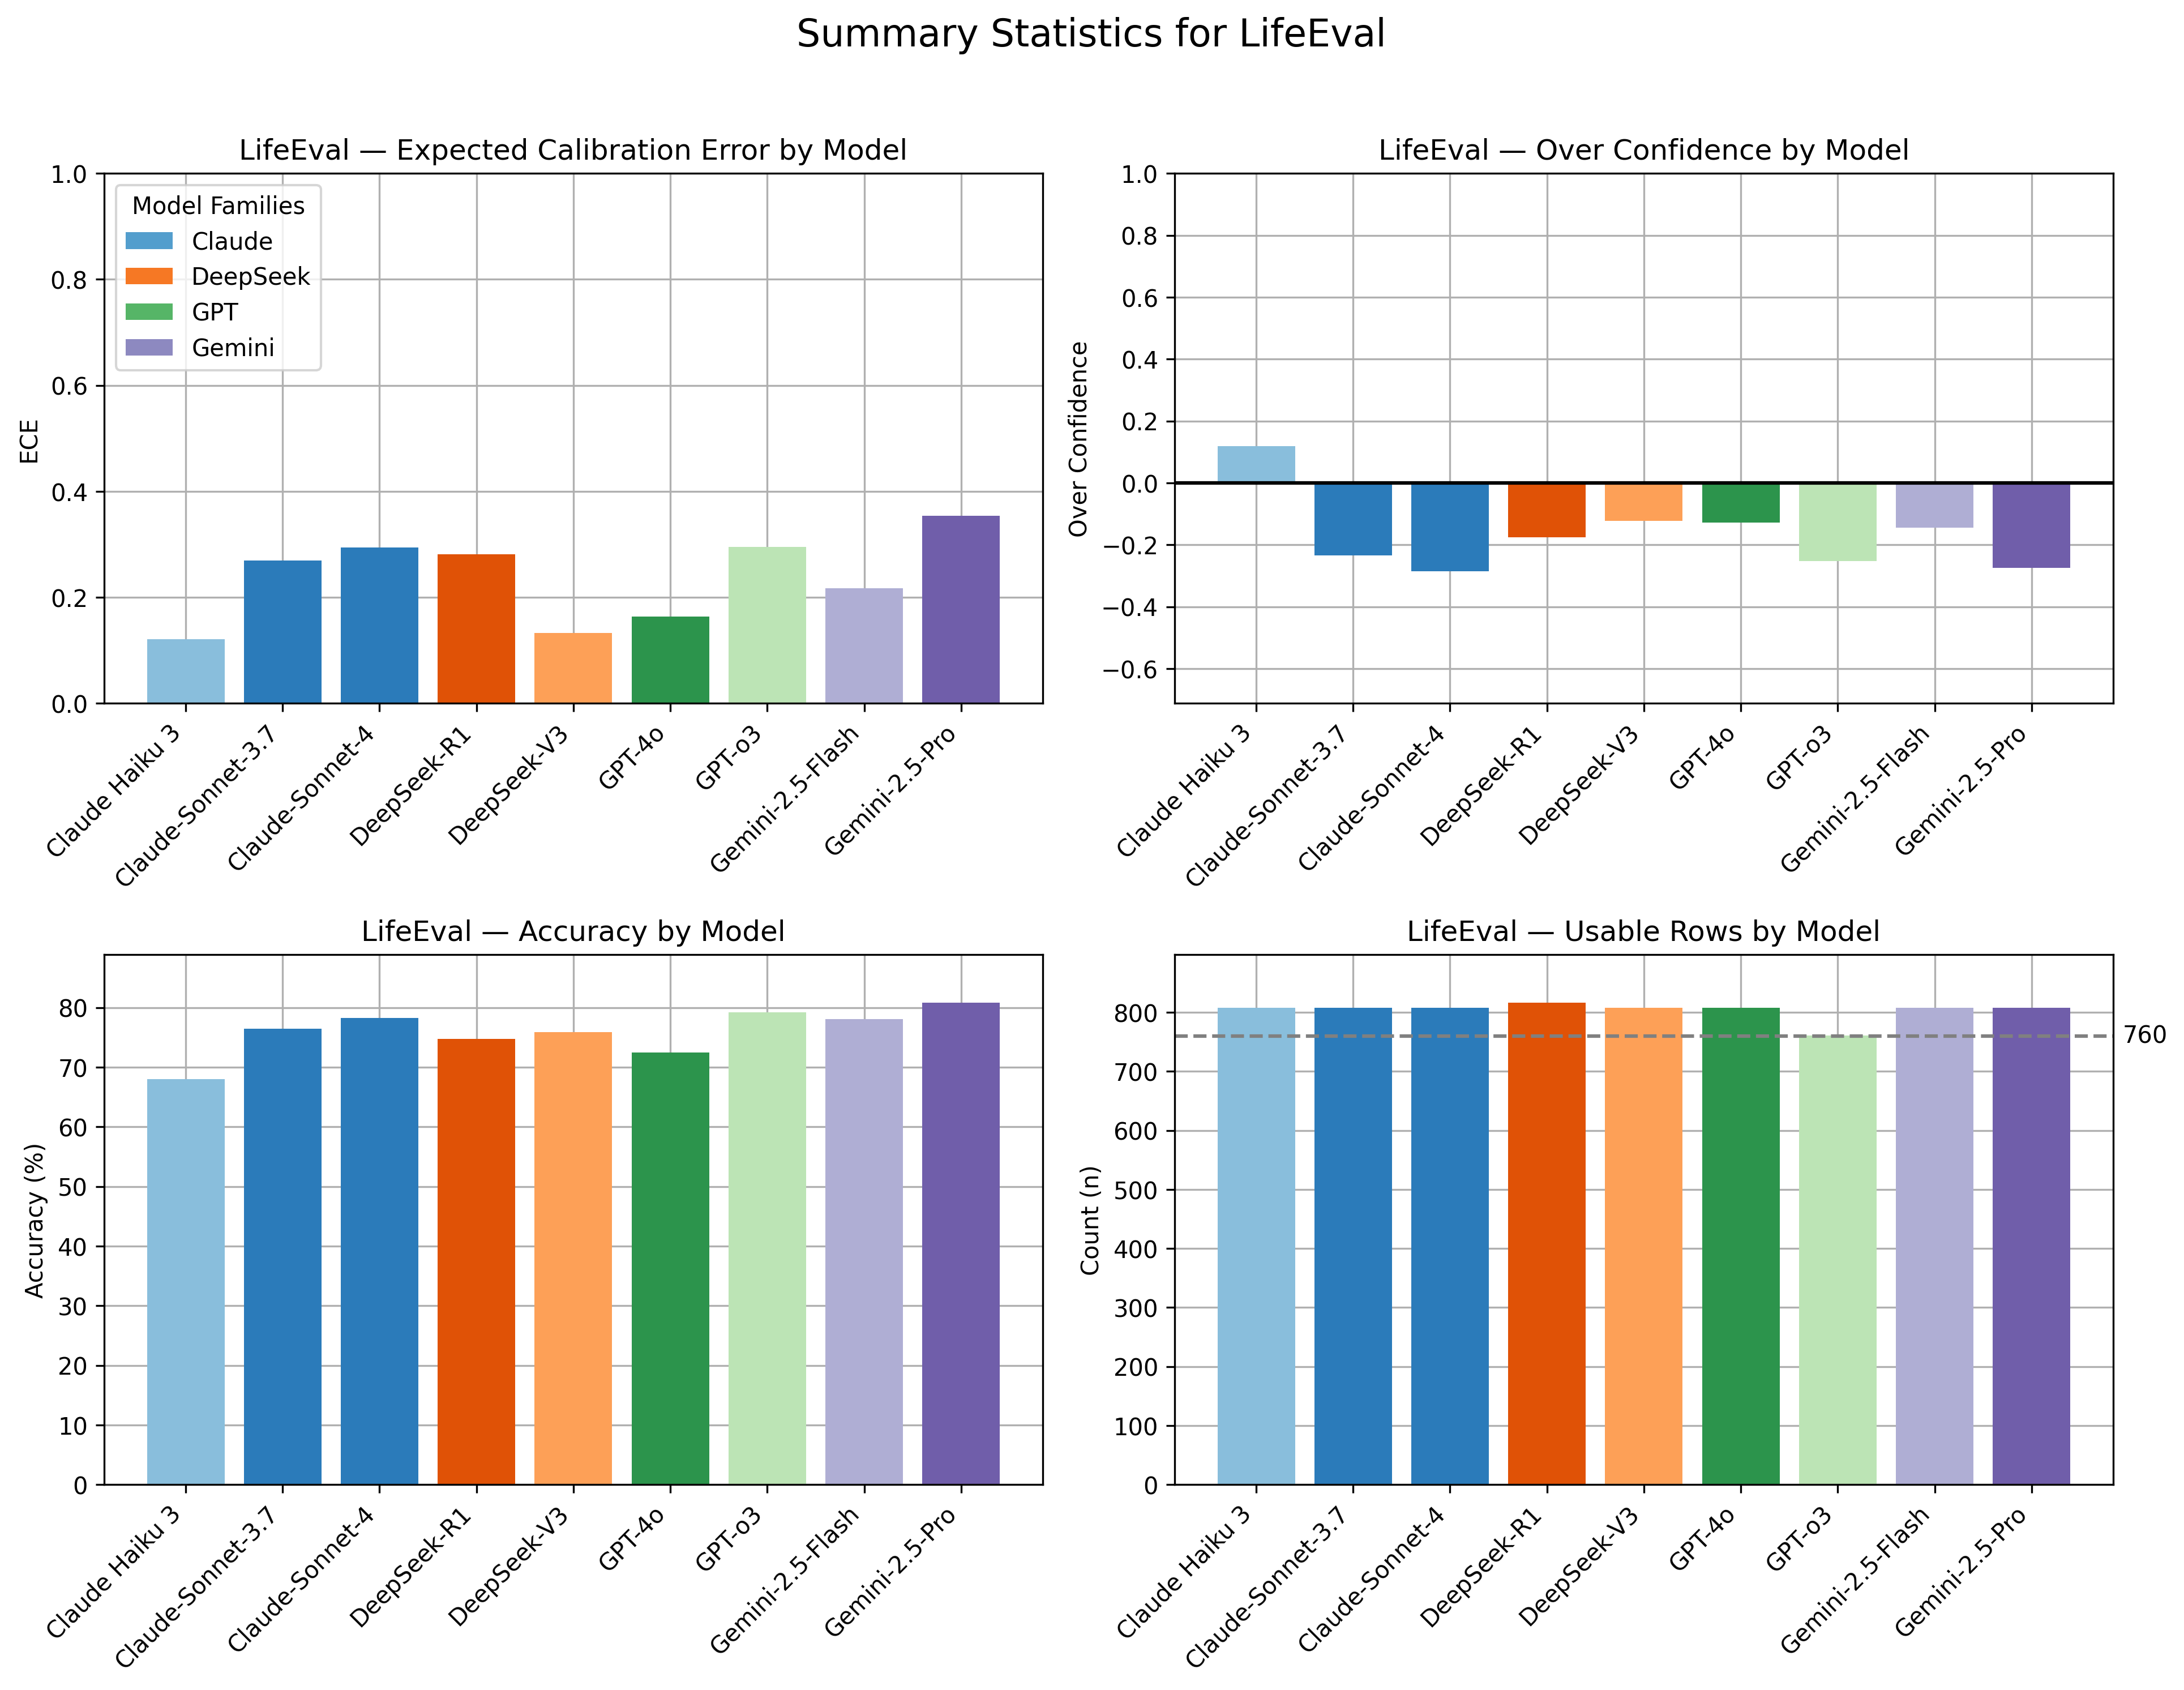 Summary Statistics for LifeEval
LifeEval — Expected Calibration Error by Model
ECE
1.0
0.8
0.6
0.4
0.2
0.0
Model Families
Claude
DeepSeek
GPT
Gemini
Claude Haiku 3
Claude-Sonnet-3.7
Claude-Sonnet-4
DeepSeek-R1
DeepSeek-V3
GPT-4o
GPT-o3
Gemini-2.5-Flash
Gemini-2.5-Pro
LifeEval — Over Confidence by Model
Over Confidence
1.0
0.8
0.6
0.4
0.2
0.0
−0.2
−0.4
−0.6
Claude Haiku 3
Claude-Sonnet-3.7
Claude-Sonnet-4
DeepSeek-R1
DeepSeek-V3
GPT-4o
GPT-o3
Gemini-2.5-Flash
Gemini-2.5-Pro
LifeEval — Accuracy by Model
Accuracy (%)
80
70
60
50
40
30
20
10
0
Claude Haiku 3
Claude-Sonnet-3.7
Claude-Sonnet-4
DeepSeek-R1
DeepSeek-V3
GPT-4o
GPT-o3
Gemini-2.5-Flash
Gemini-2.5-Pro
LifeEval — Usable Rows by Model
Count (n)
800
700
600
500
400
300
200
100
0
760
Claude Haiku 3
Claude-Sonnet-3.7
Claude-Sonnet-4
DeepSeek-R1
DeepSeek-V3
GPT-4o
GPT-o3
Gemini-2.5-Flash
Gemini-2.5-Pro